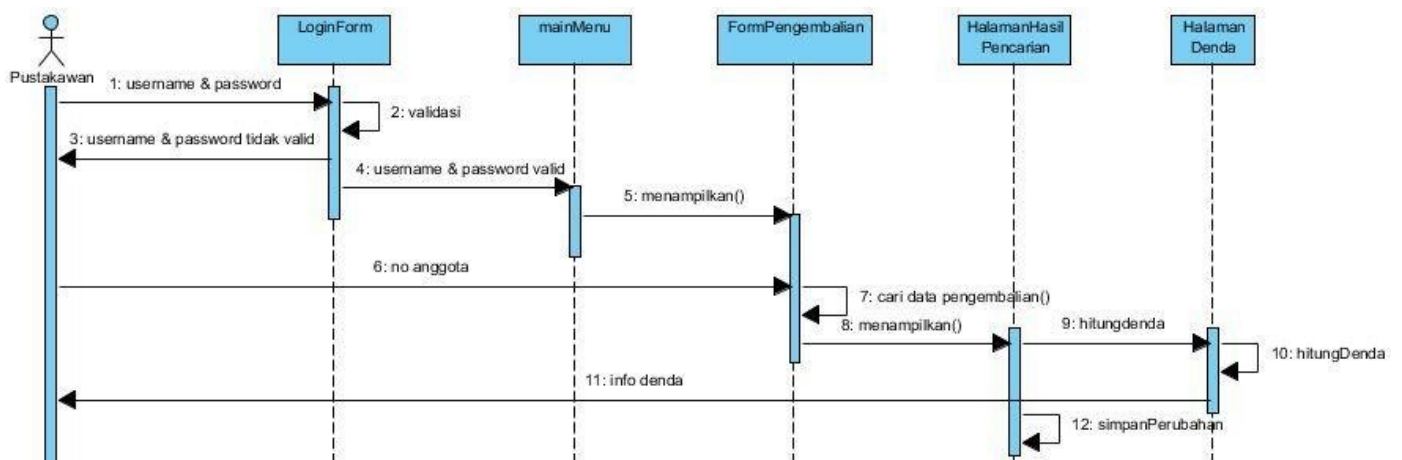 LoginForm
mainMenu
FormPengembalian
HalamanHasil
Pencarian
Halaman
Denda
Pustakawan
1: username & password
2: validasi
3: username & password tidak valid
4: username & password valid
5: menampilkan()
6: no anggota
7: cari data pengembalian()
8: menampilkan()
9: hitungdenda
10: hitungDenda
11: info denda
12: simpanPerubahan